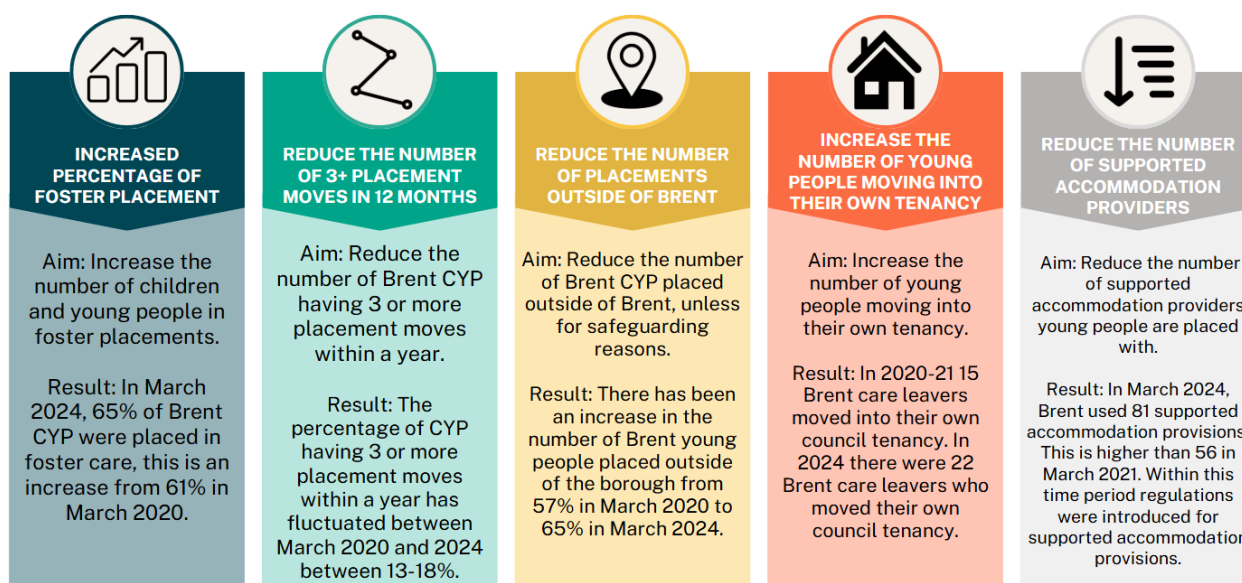 INCREASED
PERCENTAGE OF
FOSTER PLACEMENT
Aim: Increase the
number of children
and young people in
foster placements.
Result: In March
2024, 65% of Brent
CYP were placed in
foster care, this is an
increase from 61% in
March 2020.
REDUCE THE NUMBER
OF 3+ PLACEMENT
MOVES IN 12 MONTHS
Aim: Reduce the
number of Brent CYP
having 3 or more
placement moves
within a year.
Result: The
percentage of CYP
having 3 or more
placement moves
within a year has
fluctuated between
March 2020 and 2024
between 13-18%.
REDUCE THE NUMBER
OF PLACEMENTS
OUTSIDE OF BRENT
Aim: Reduce the number
of Brent CYP placed
outside of Brent, unless
for safeguarding
reasons.
Result: There has been
an increase in the
number of Brent young
people placed outside
of the borough from
57% in March 2020 to
65% in March 2024.
INCREASE THE
NUMBER OF YOUNG
PEOPLE MOVING INTO
THEIR OWN TENANCY
Aim: Increase the
number of young
people moving into
their own tenancy.
Result: In 2020-21 15
Brent care leavers
moved into their own
council tenancy. In
2024 there were 22
Brent care leavers who
moved their own
council tenancy.
REDUCE THE NUMBER
OF SUPPORTED
ACCOMMODATION
PROVIDERS
Aim: Reduce the number
of supported
accommodation providers
young people are placed
with.
Result: In March 2024,
Brent used 81 supported
accommodation provisions
This is higher than 56 in
March 2021. Within this
time period regulations
were introduced for
supported accommodation
provisions.